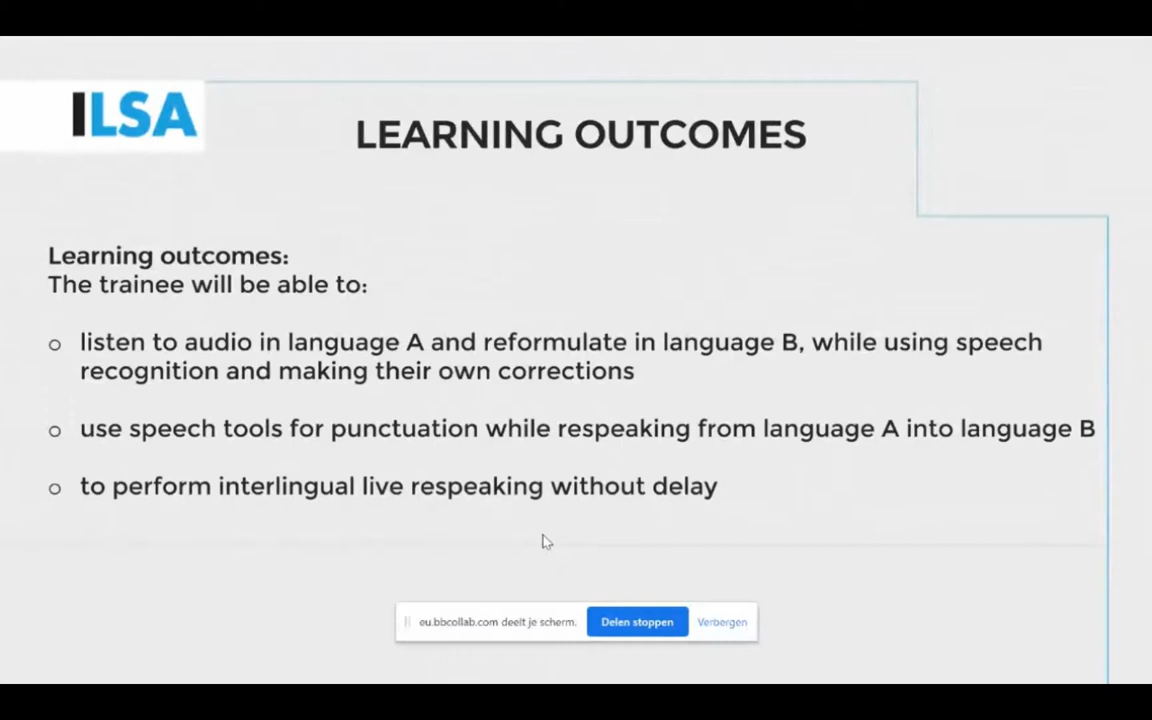 ILSA
LEARNING OUTCOMES
Learning outcomes:
The trainee will be able to:
o listen to audio in language A and reformulate in language B, while using speech
recognition and making their own corrections
o use speech tools for punctuation while respeaking from language A into language B
o to perform interlingual live respeaking without delay
eu.bbcollab.com deelt je scherm. Delen stoppen Verbergen